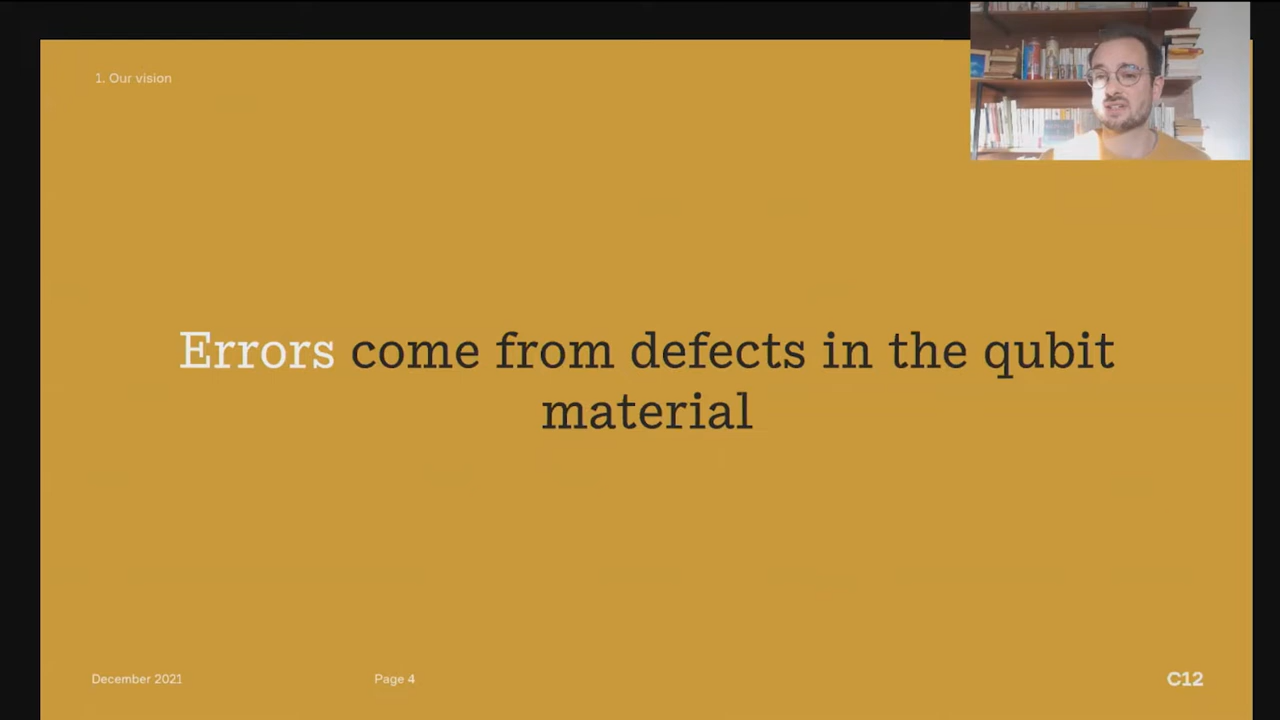 1. Our vision
Errors come from defects in the qubit
material
December 2021
Page 4
C12